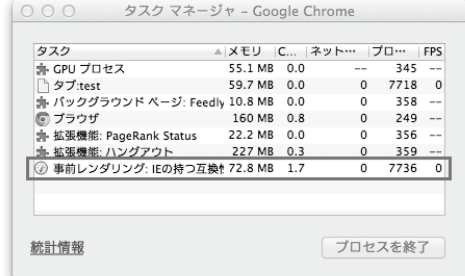 タスク マネージャ - Google Chrome
タスク メモリ C... ネット… プロ… FPS
GPU プロセス 55.1 MB 0.0 -- 345 --
タブ:test 59.7 MB 0.0 0 7718 0
バックグラウンド ページ: Feedly 10.8 MB 0.0 0 358 --
ブラウザ 160 MB 0.8 0 249 --
拡張機能: PageRank Status 22.2 MB 0.0 0 356 --
拡張機能: ハングアウト 227 MB 0.3 0 359 --
事前レンダリング: IEの持つ互換性 72.8 MB 1.7 0 7736 0
統計情報 プロセスを終了